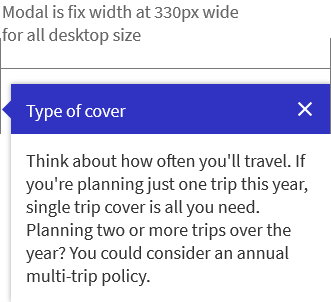 Modal is fix width at 330px wide
for all desktop size
Type of cover
Think about how often you'll travel. If
you're planning just one trip this year,
single trip cover is all you need.
Planning two or more trips over the
year? You could consider an annual
multi-trip policy.